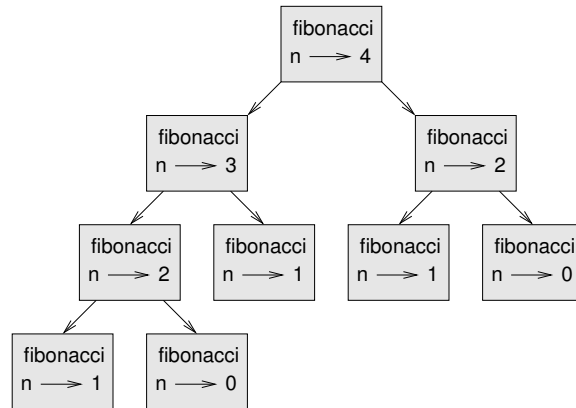 fibonacci
n → 4
fibonacci
n → 3
fibonacci
n → 2
fibonacci
n → 2
fibonacci
n → 1
fibonacci
n → 1
fibonacci
n → 0
fibonacci
n → 1
fibonacci
n → 0